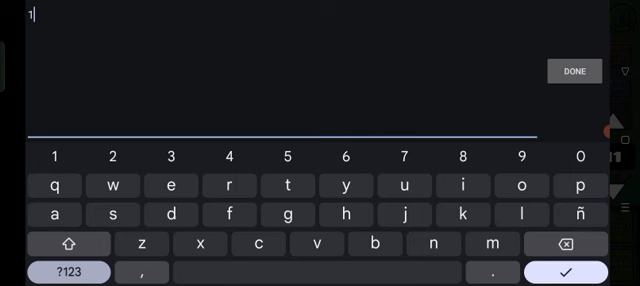 1
DONE
1 2 3 4 5 6 7 8 9 0
q w e r t y u i o p
a s d f g h j k l ñ
z x c v b n m
?123 , .